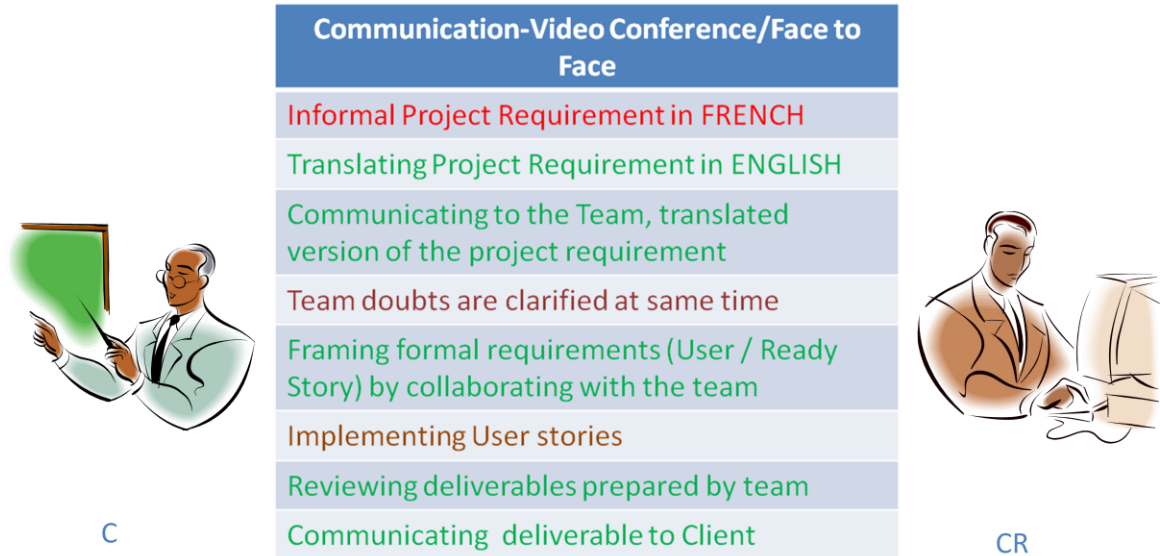 Communication-Video Conference/Face to
Face
Informal Project Requirement in FRENCH
Translating Project Requirement in ENGLISH
Communicating to the Team, translated
version of the project requirement
Team doubts are clarified at same time
Framing formal requirements (User / Ready
Story) by collaborating with the team
Implementing User stories
Reviewing deliverables prepared by team
Communicating deliverable to Client
C
CR